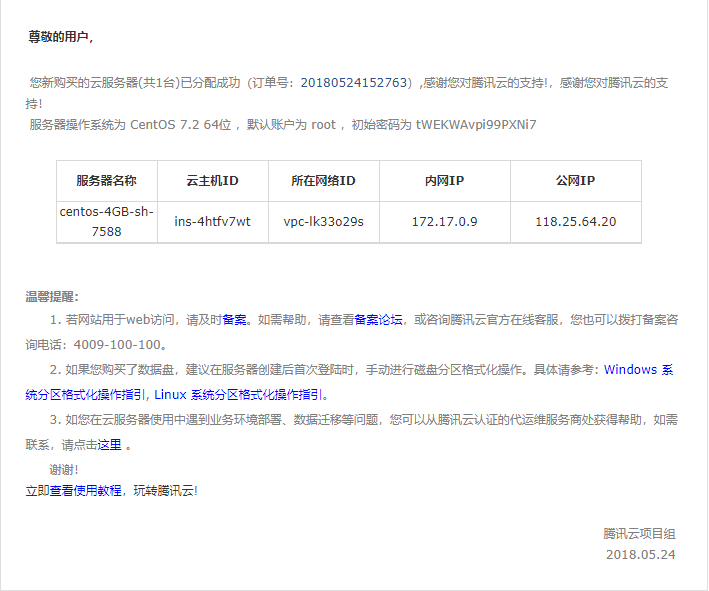 尊敬的用户，
您新购买的云服务器(共1台)已分配成功（订单号：20180524152763）,感谢您对腾讯云的支持!，感谢您对腾讯云的支
持!
服务器操作系统为 CentOS 7.2 64位 ，默认账户为 root ，初始密码为 tWEKWAvpi99PXNi7
服务器名称 云主机ID 所在网络ID 内网IP 公网IP
centos-4GB-sh-
7588 ins-4htfv7wt vpc-lk33o29s 172.17.0.9 118.25.64.20
温馨提醒：
1. 若网站用于web访问，请及时备案。如需帮助，请查看备案论坛，或咨询腾讯云官方在线客服，您也可以拨打备案咨
询电话：4009-100-100。
2. 如果您购买了数据盘，建议在服务器创建后首次登陆时，手动进行磁盘分区格式化操作。具体请参考：Windows 系
统分区格式化操作指引, Linux 系统分区格式化操作指引。
3. 如您在云服务器使用中遇到业务环境部署、数据迁移等问题，您可以从腾讯云认证的代运维服务商处获得帮助，如需
联系，请点击这里 。
谢谢!
立即查看使用教程，玩转腾讯云!
腾讯云项目组
2018.05.24